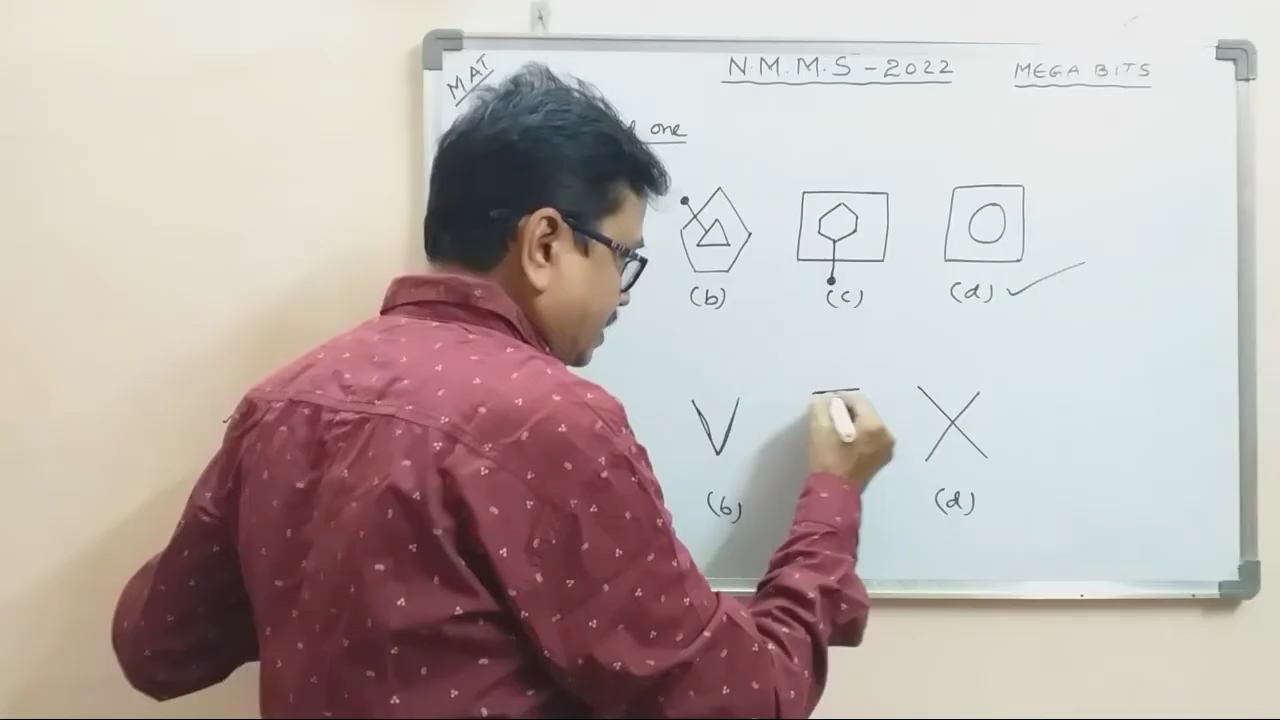 MAT
N.M.M.S-2022
MEGA BITS
one
(b)
(c)
(d)
V
X
(b)
(d)